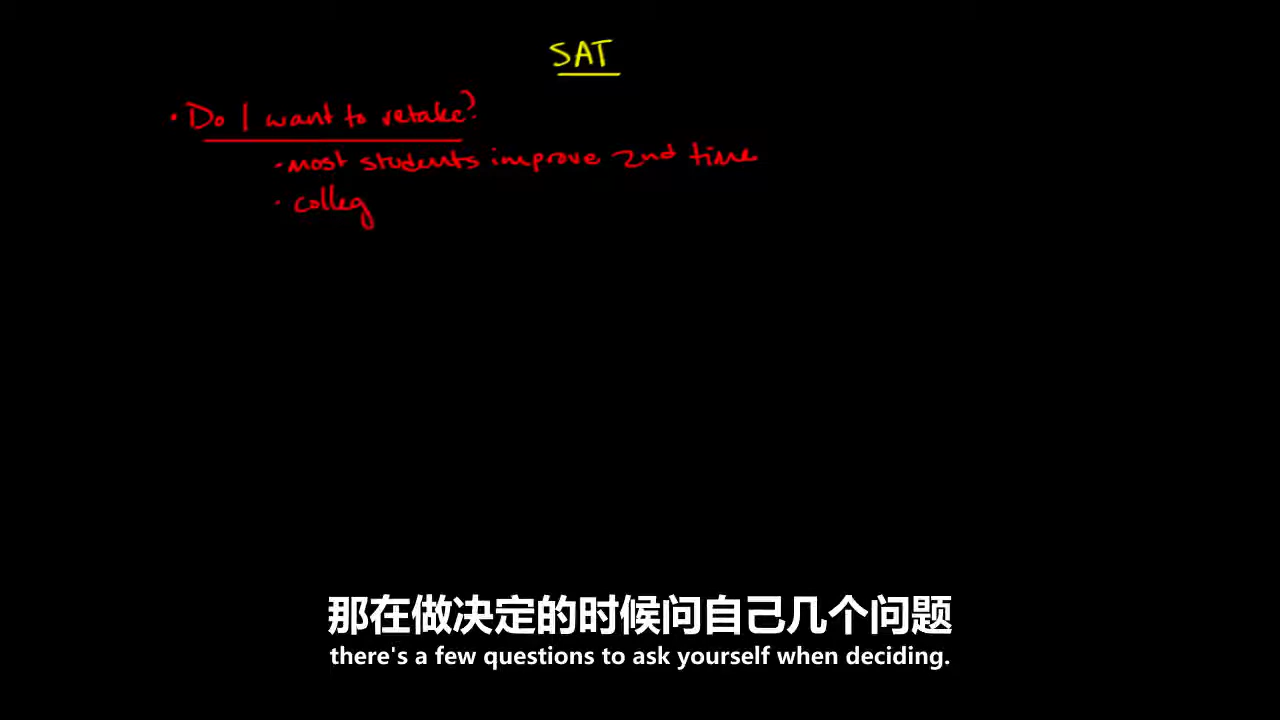 SAT
• Do I want to retake?
• most students improve 2nd time
• colleg
那在做决定的时候问自己几个问题
there's a few questions to ask yourself when deciding.